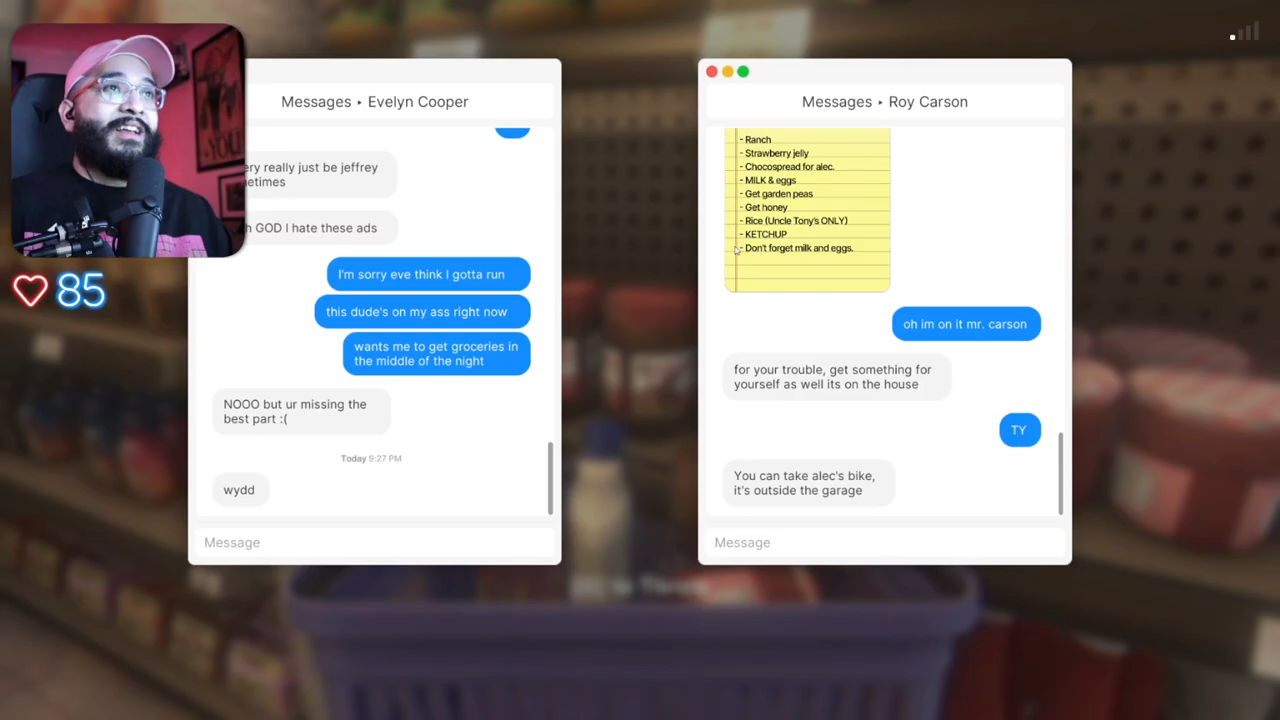 Messages ▸ Evelyn Cooper
ery really just be jeffrey
etimes
h GOD I hate these ads
I'm sorry eve think I gotta run
this dude's on my ass right now
wants me to get groceries in
the middle of the night
NOOO but ur missing the
best part :(
Today 9:27 PM
wydd
Message
Messages ▸ Roy Carson
- Ranch
- Strawberry jelly
- Chocospread for alec.
- MILK & eggs
- Get garden peas
- Get honey
- Rice (Uncle Tony's ONLY)
- KETCHUP
- Don't forget milk and eggs.
oh im on it mr. carson
for your trouble, get something for
yourself as well its on the house
TY
You can take alec's bike,
it's outside the garage
Message
85
YOU